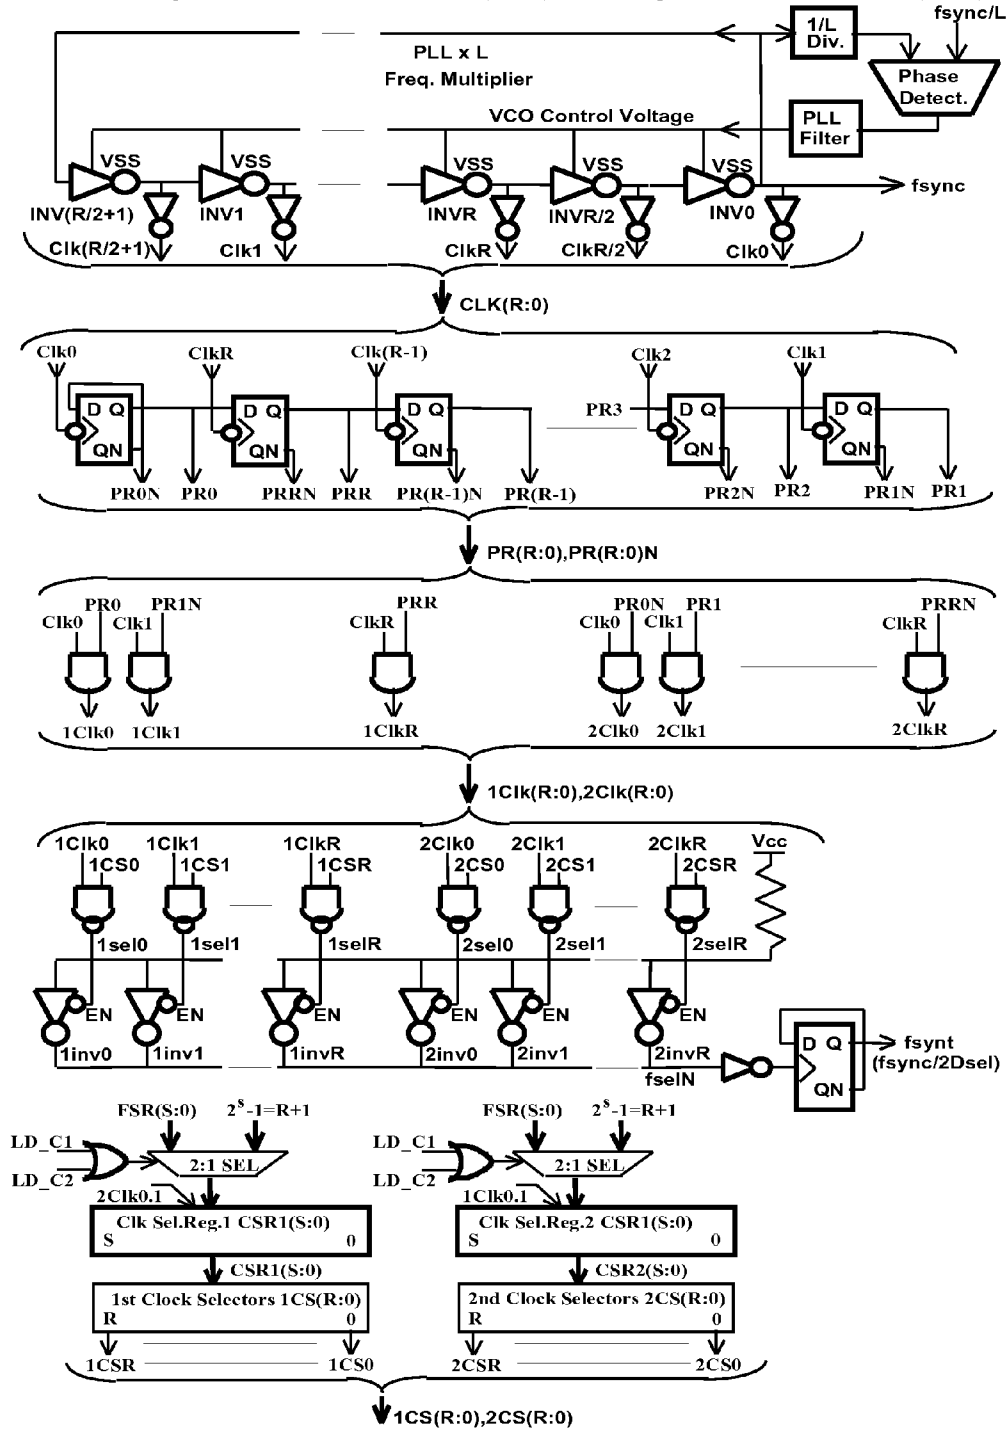 fsync/L
1/L
Div.
PLL x L
Freq. Multiplier
Phase
Detect.
VCO Control Voltage
PLL
Filter
VSS VSS VSS VSS VSS
fsync
INV(R/2+1) INV1 INVR INVR/2 INV0
Clk(R/2+1) Clk1 ClkR ClkR/2 Clk0
CLK(R:0)
Clk0 ClkR Clk(R-1) Clk2 Clk1
D Q D Q D Q PR3 D Q D Q
QN QN QN QN QN
PR0N PR0 PRRN PRR PR(R-1)N PR(R-1) PR2N PR2 PR1N PR1
PR(R:0),PR(R:0)N
PR0 PR1N PRR PR0N PR1 PRRN
Clk0 Clk1 ClkR Clk0 Clk1 ClkR
1Clk0 1Clk1 1ClkR 2Clk0 2Clk1 2ClkR
1Clk(R:0),2Clk(R:0)
1Clk0 1Clk1 1ClkR 2Clk0 2Clk1 2ClkR Vcc
1CS0 1CS1 1CSR 2CS0 2CS1 2CSR
1sel0 1sel1 1selR 2sel0 2sel1 2selR
EN EN EN EN EN EN
1inv0 1inv1 1invR 2inv0 2inv1 2invR
D Q
fsynt
(fsync/2Dsel)
fselN
QN
FSR(S:0) 2^s-1=R+1 FSR(S:0) 2^s-1=R+1
LD_C1 LD_C1
2:1 SEL 2:1 SEL
LD_C2 LD_C2
2Clk0.1 1Clk0.1
Clk Sel.Reg.1 CSR1(S:0) Clk Sel.Reg.2 CSR1(S:0)
S 0 S 0
CSR1(S:0) CSR2(S:0)
1st Clock Selectors 1CS(R:0) 2nd Clock Selectors 2CS(R:0)
R 0 R 0
1CSR 1CS0 2CSR 2CS0
1CS(R:0),2CS(R:0)